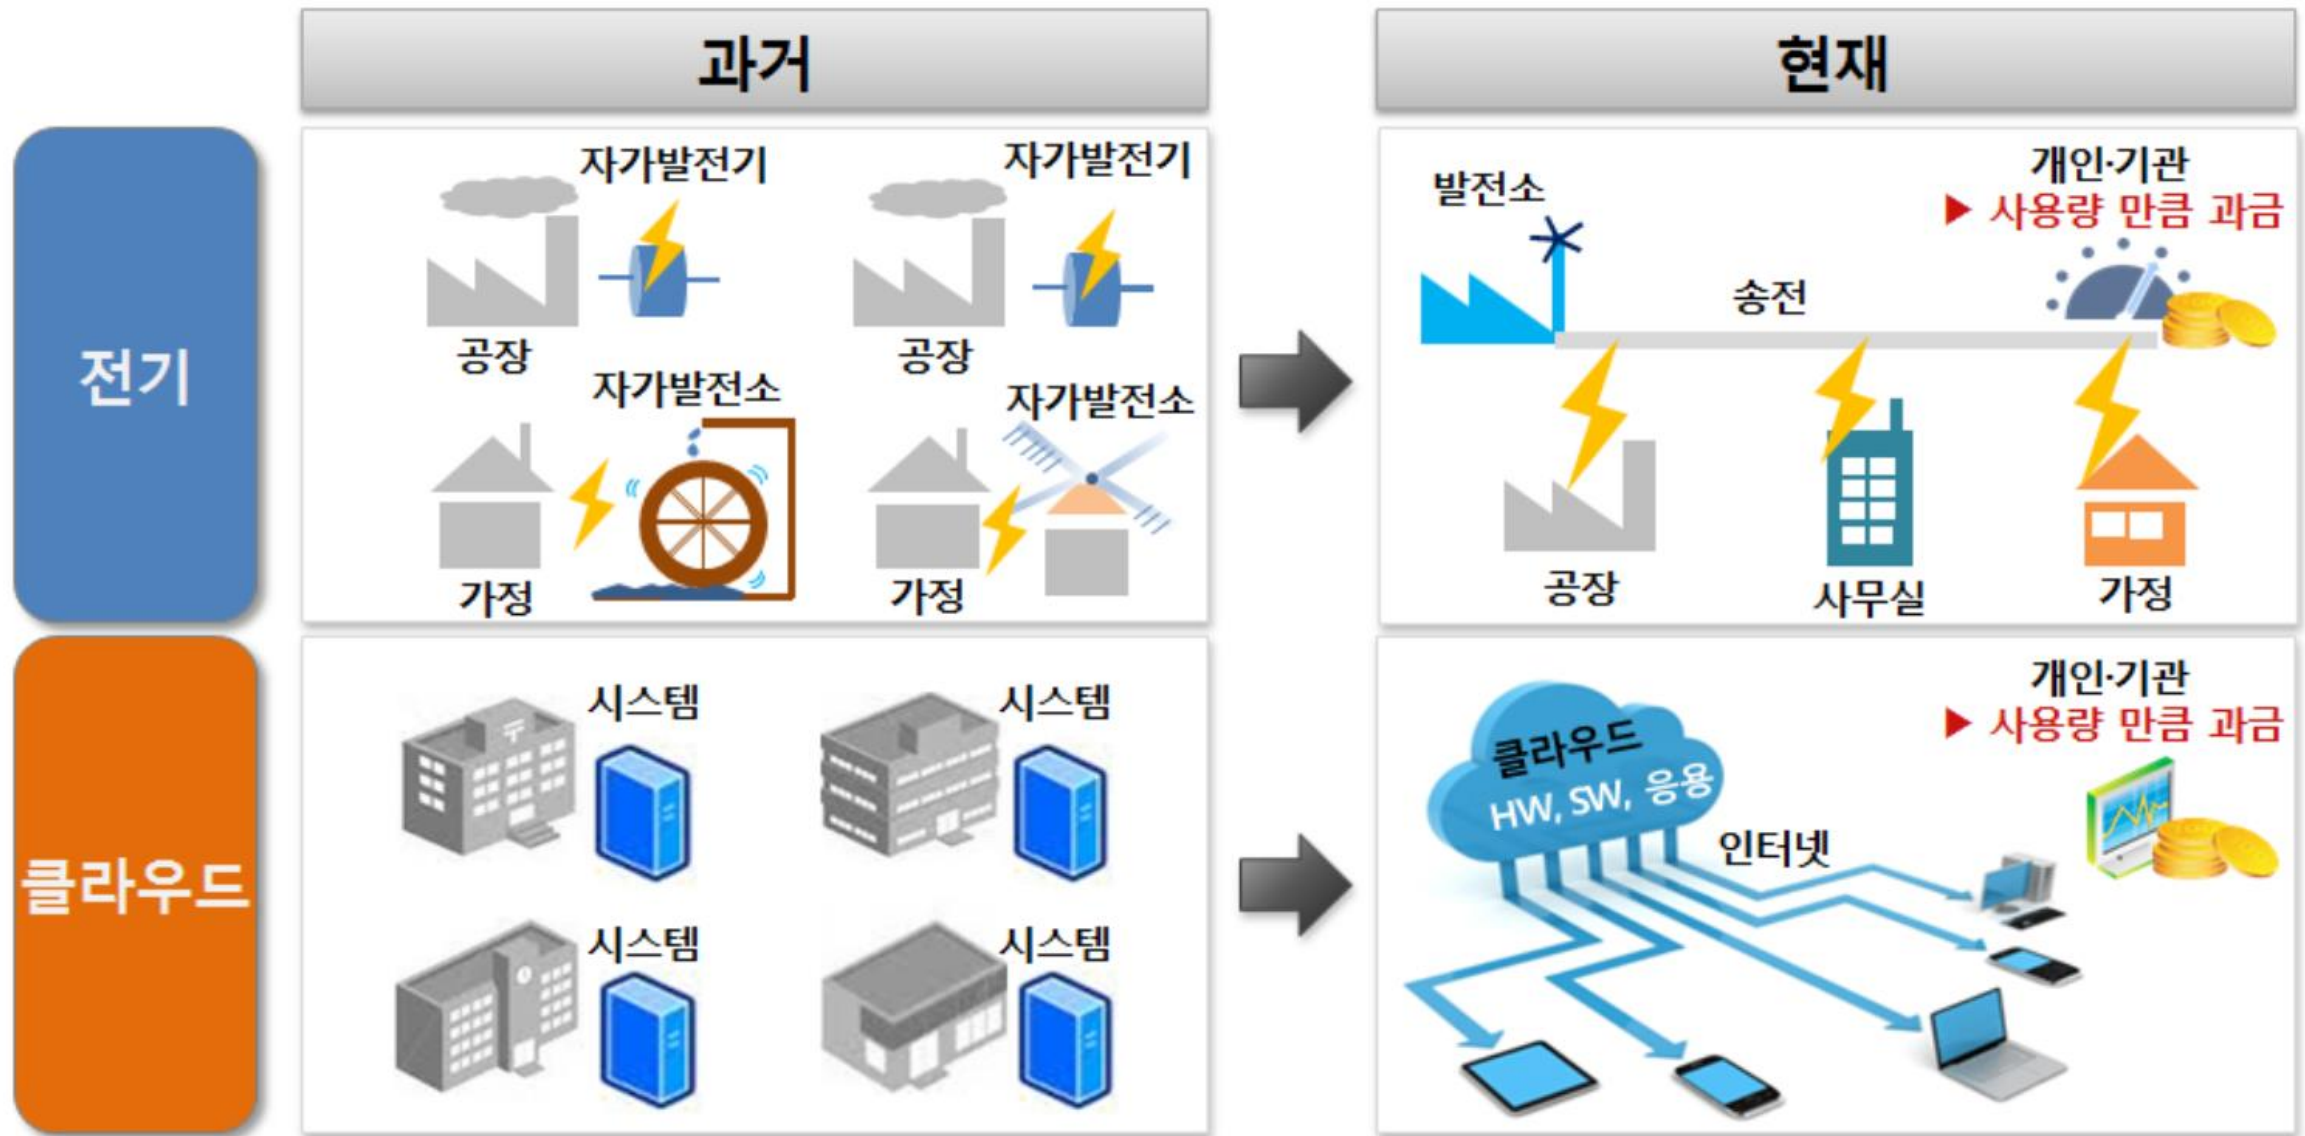 과거
현재
전기
자가발전기
자가발전기
공장
공장
자가발전소
자가발전소
가정
가정
발전소
개인·기관
▶ 사용량 만큼 과금
송전
공장
사무실
가정
클라우드
시스템
시스템
시스템
시스템
개인·기관
▶ 사용량 만큼 과금
클라우드
HW, SW, 응용
인터넷